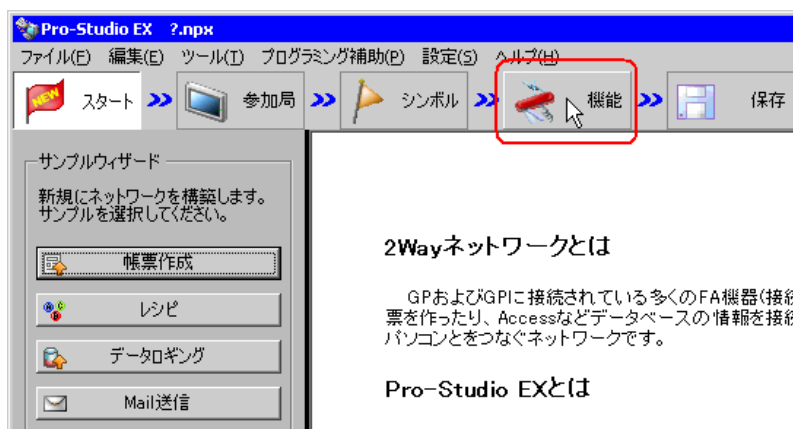 Pro-Studio EX ?.npx
ファイル(F) 編集(E) ツール(T) プログラミング補助(P) 設定(S) ヘルプ(H)
NEW スタート 参加局 シンボル 機能 保存
サンプルウィザード
新規にネットワークを構築します。
サンプルを選択してください。
帳票作成
レシピ
データロギング
Mail送信
2Wayネットワークとは
GPおよびGPに接続されている多くのFA機器(接続
票を作ったり、Accessなどデータベースの情報を接続
パソコンとをつなぐネットワークです。
Pro-Studio EXとは